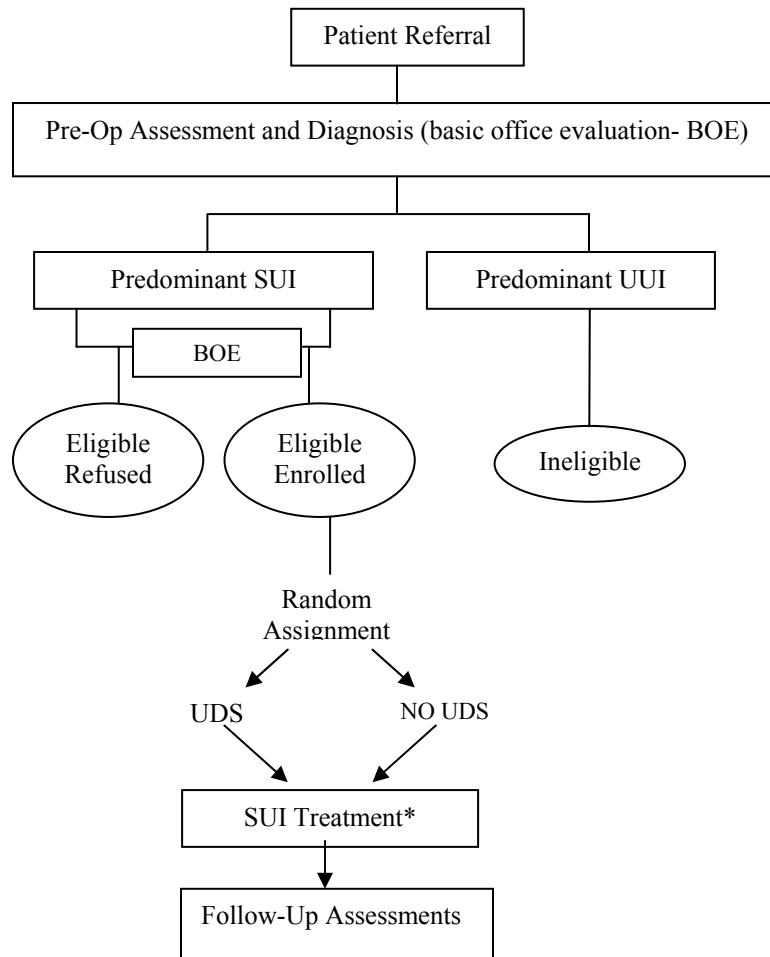 Patient Referral
Pre-Op Assessment and Diagnosis (basic office evaluation- BOE)
Predominant SUI
Predominant UUI
BOE
Eligible
Refused
Eligible
Enrolled
Ineligible
Random
Assignment
UDS
NO UDS
SUI Treatment*
Follow-Up Assessments